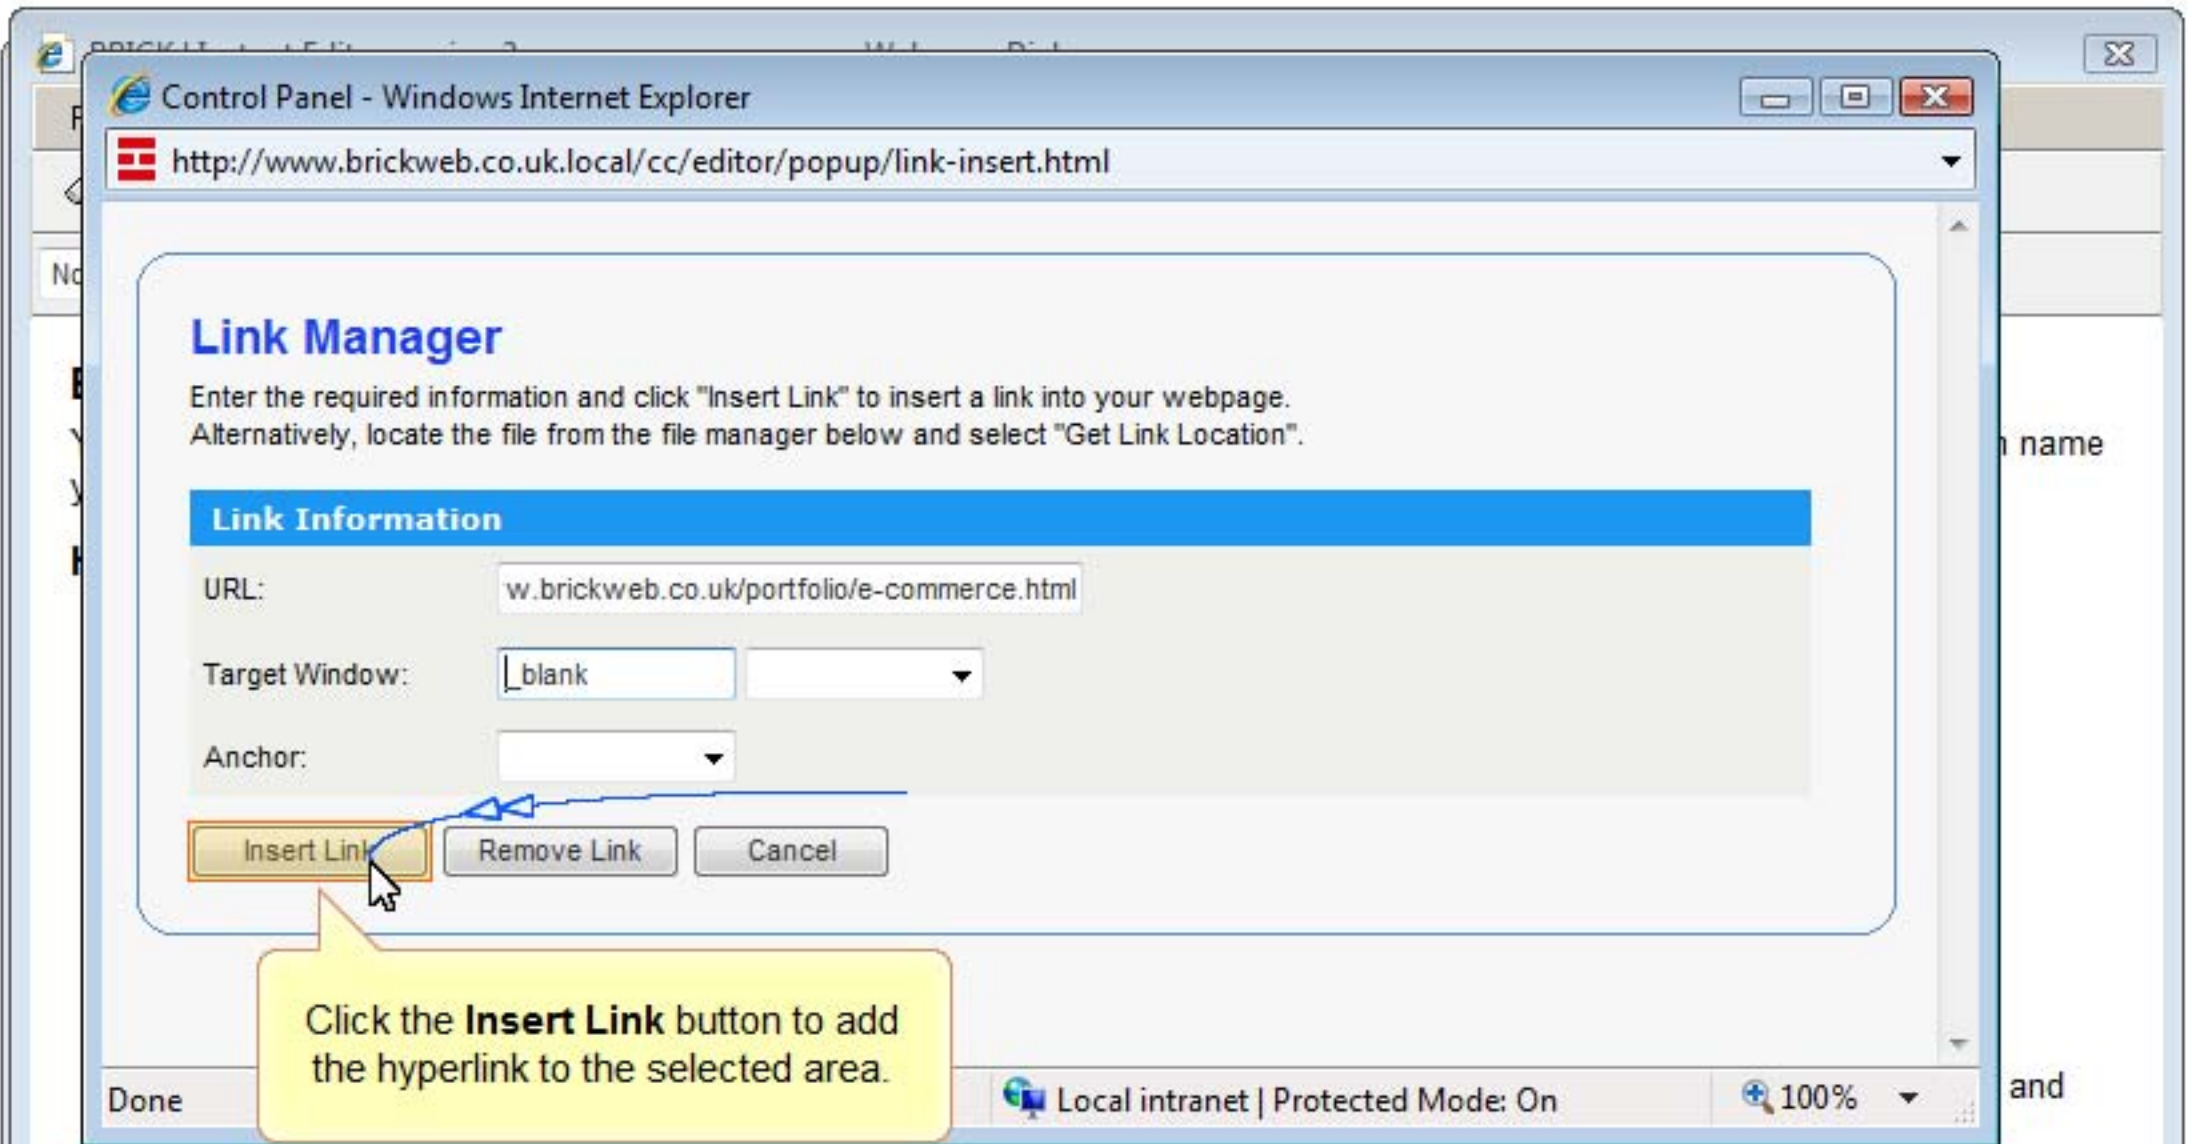 Control Panel - Windows Internet Explorer
http://www.brickweb.co.uk.local/cc/editor/popup/link-insert.html
No
Link Manager
Enter the required information and click "Insert Link" to insert a link into your webpage.
Alternatively, locate the file from the file manager below and select "Get Link Location".
name
Link Information
URL: w.brickweb.co.uk/portfolio/e-commerce.html
Target Window: _blank
Anchor:
Insert Link Remove Link Cancel
Click the Insert Link button to add
the hyperlink to the selected area.
Done Local intranet | Protected Mode: On 100%
and